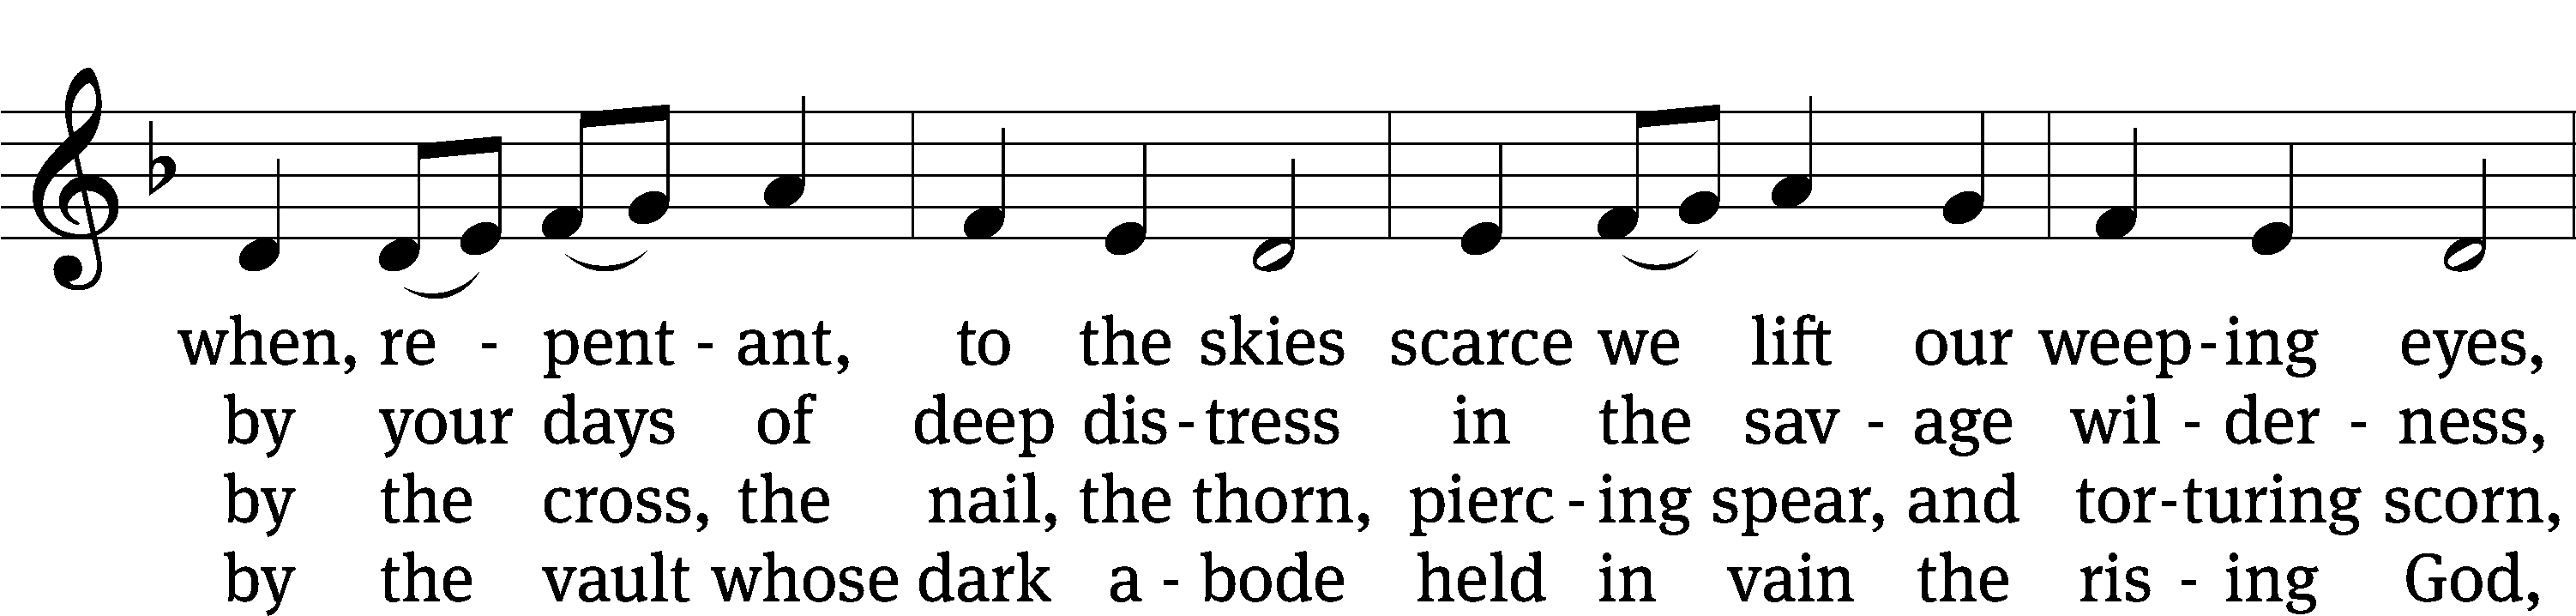 when, re - pent - ant, to the skies scarce we lift our weep - ing eyes,
by your days of deep dis - tress in the sav - age wil - der - ness,
by the cross, the nail, the thorn, pierc - ing spear, and tor - turing scorn,
by the vault whose dark a - bode held in vain the ris - ing God,